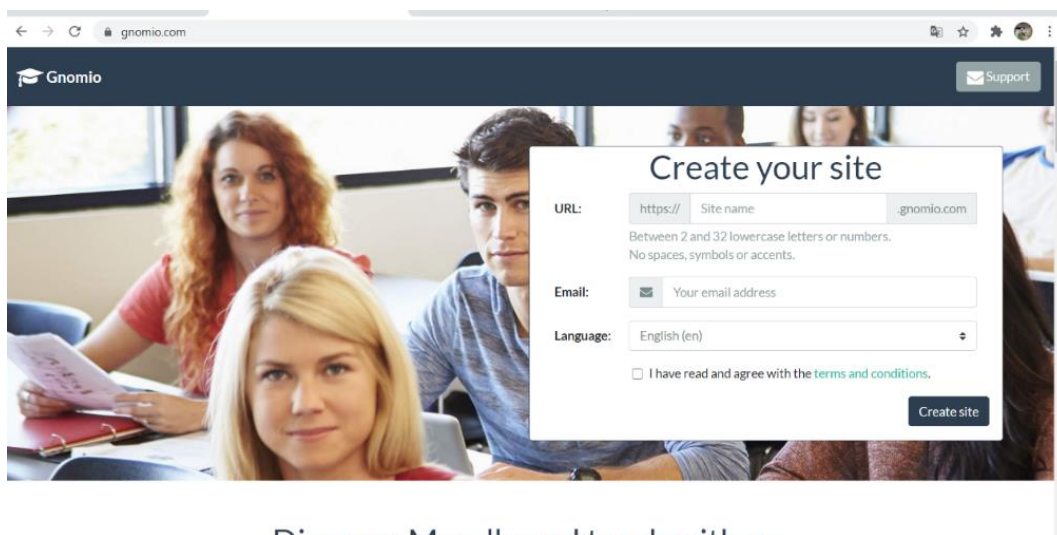 gnomio.com
Gnomio
Support
Create your site
URL:
https://
Site name
.gnomio.com
Between 2 and 32 lowercase letters or numbers.
No spaces, symbols or accents.
Email:
Your email address
Language:
English (en)
I have read and agree with the terms and conditions.
Create site